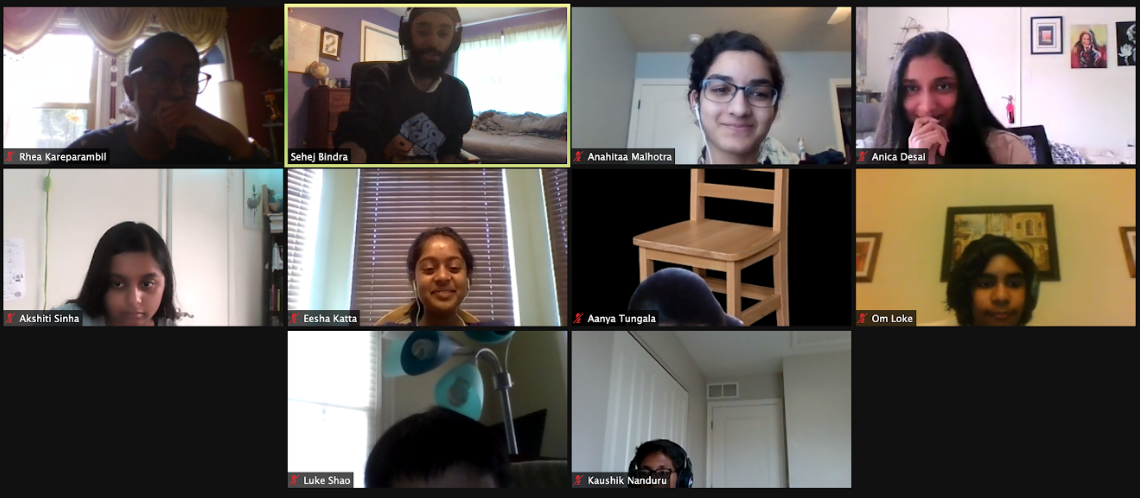 Rhea Kareparambil
Sehej Bindra
Anahitaa Malhotra
Anica Desai
Akshiti Sinha
Eesha Katta
Aanya Tungala
Om Loke
Luke Shao
Kaushik Nanduru